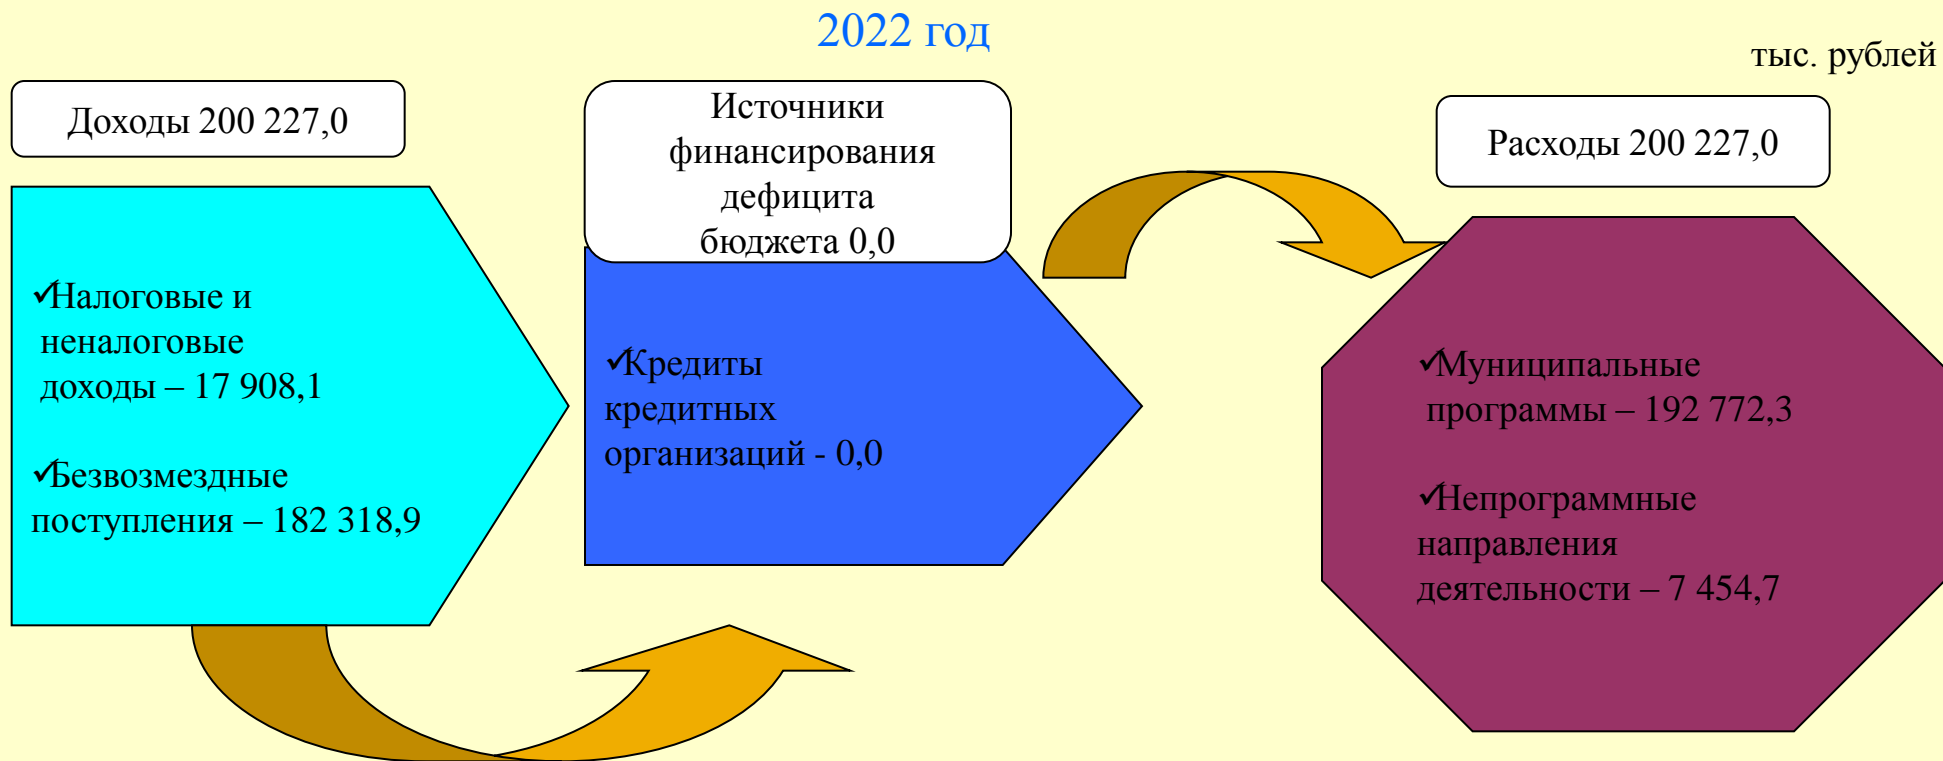 2022 год
тыс. рублей
Доходы 200 227,0
✓Налоговые и
неналоговые
доходы – 17 908,1
✓Безвозмездные
поступления – 182 318,9
Источники
финансирования
дефицита
бюджета 0,0
✓Кредиты
кредитных
организаций - 0,0
Расходы 200 227,0
✓Муниципальные
программы – 192 772,3
✓Непрограммные
направления
деятельности – 7 454,7